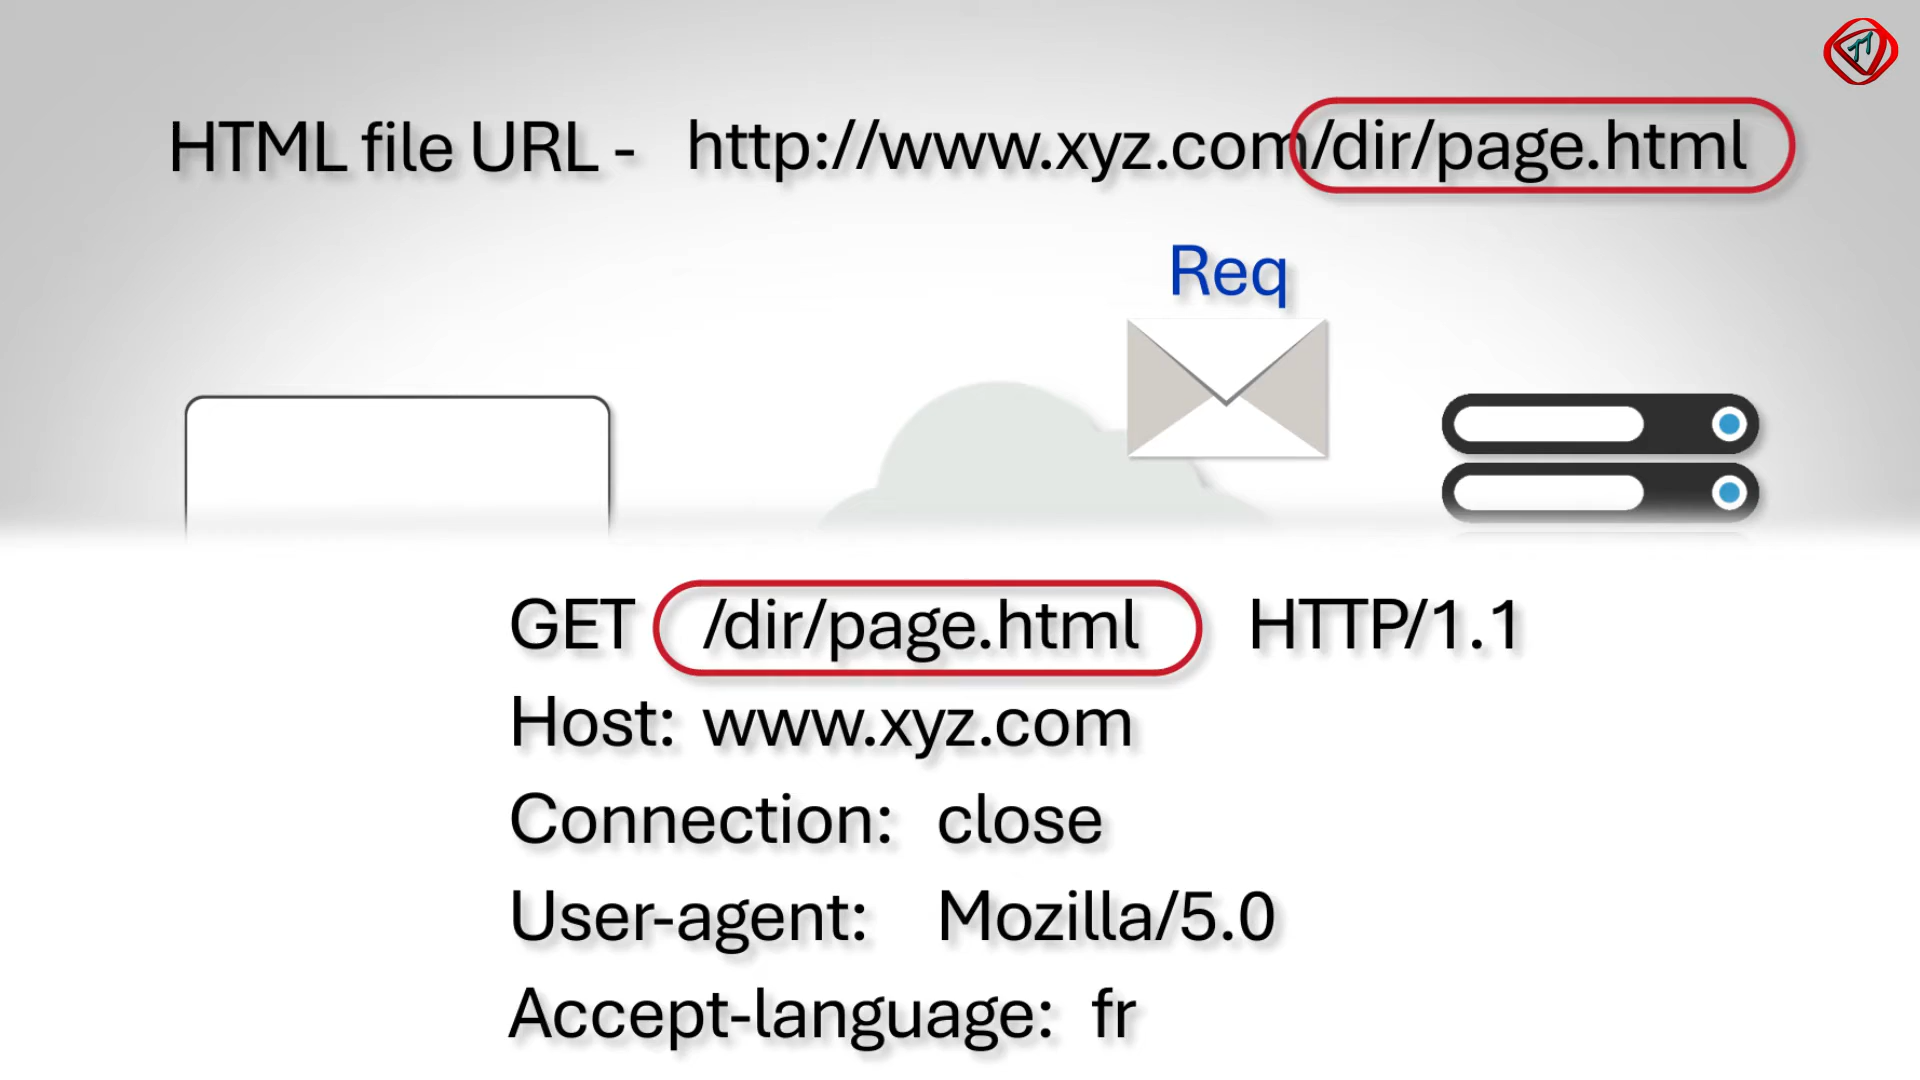 HTML file URL - http://www.xyz.com/dir/page.html
Req
GET /dir/page.html HTTP/1.1
Host: www.xyz.com
Connection: close
User-agent: Mozilla/5.0
Accept-language: fr